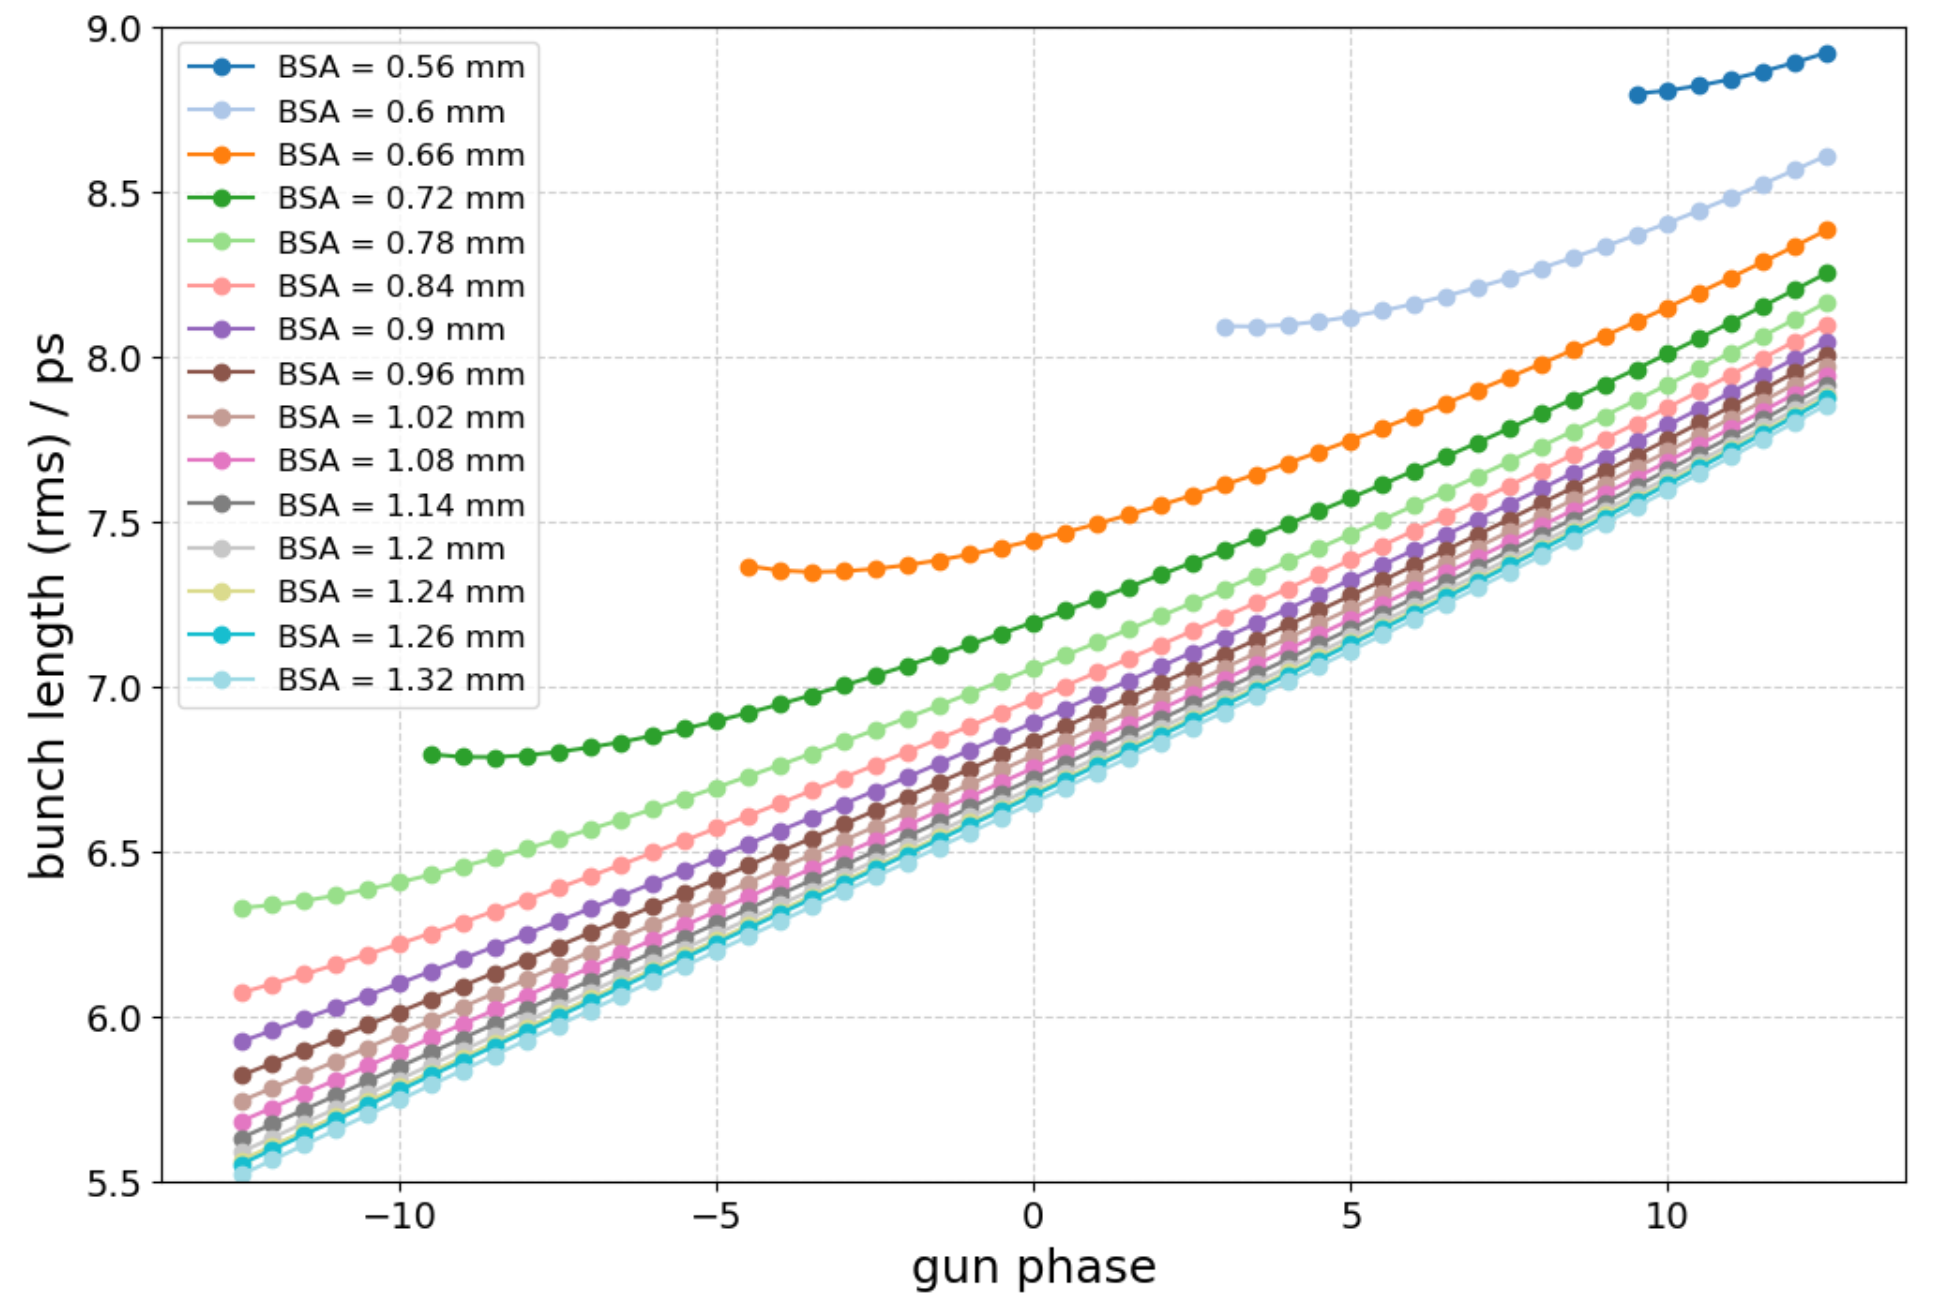 9.0
8.5
8.0
7.5
7.0
6.5
6.0
5.5
bunch length (rms) / ps
BSA = 0.56 mm
BSA = 0.6 mm
BSA = 0.66 mm
BSA = 0.72 mm
BSA = 0.78 mm
BSA = 0.84 mm
BSA = 0.9 mm
BSA = 0.96 mm
BSA = 1.02 mm
BSA = 1.08 mm
BSA = 1.14 mm
BSA = 1.2 mm
BSA = 1.24 mm
BSA = 1.26 mm
BSA = 1.32 mm
−10 −5 0 5 10
gun phase